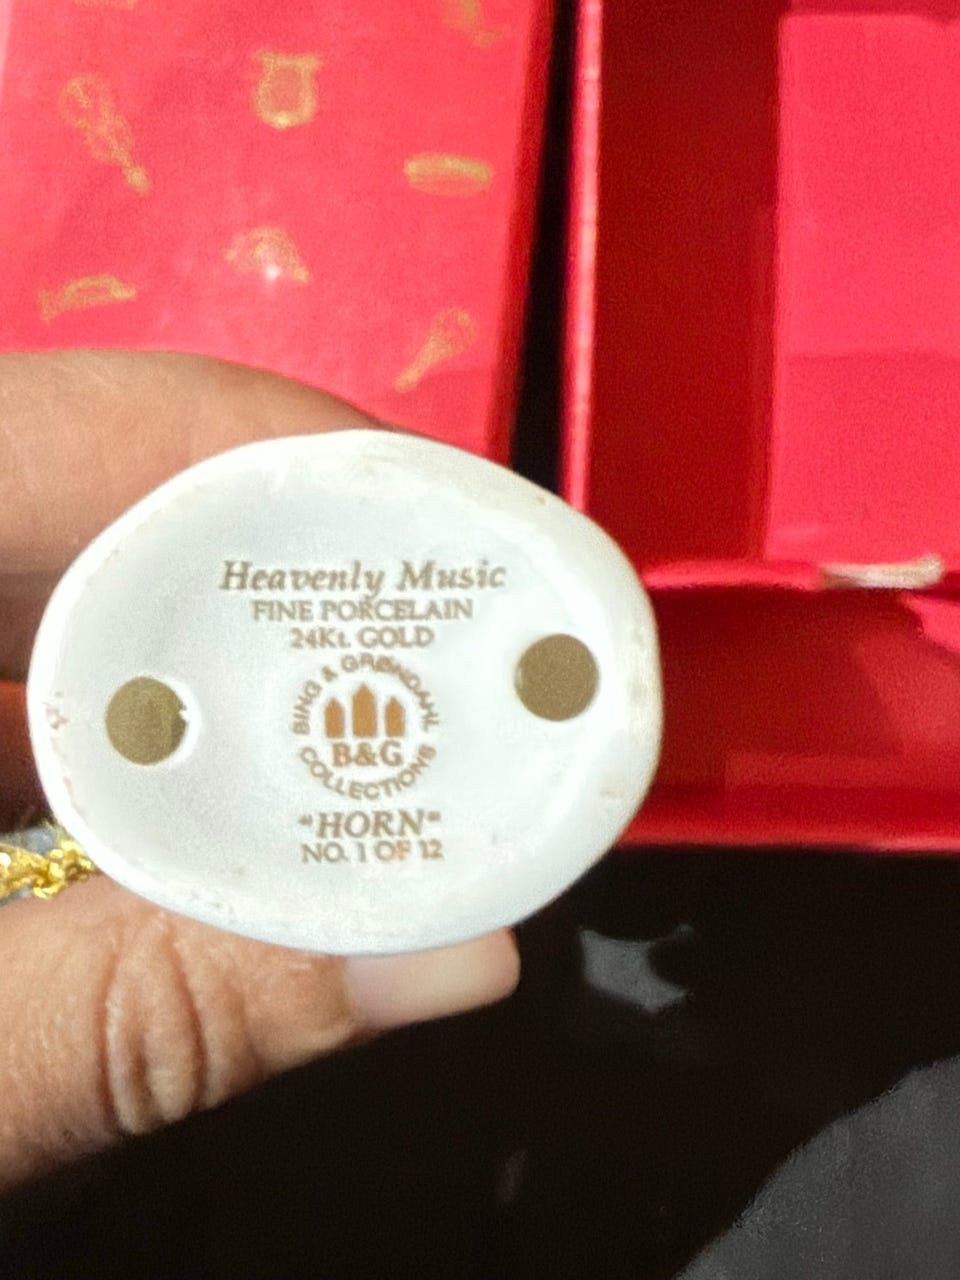 Heavenly Music
FINE PORCELAIN
24Kt. GOLD
BING & GRØNDAHL
B&G
COLLECTIONS
"HORN"
NO. 1 OF 12